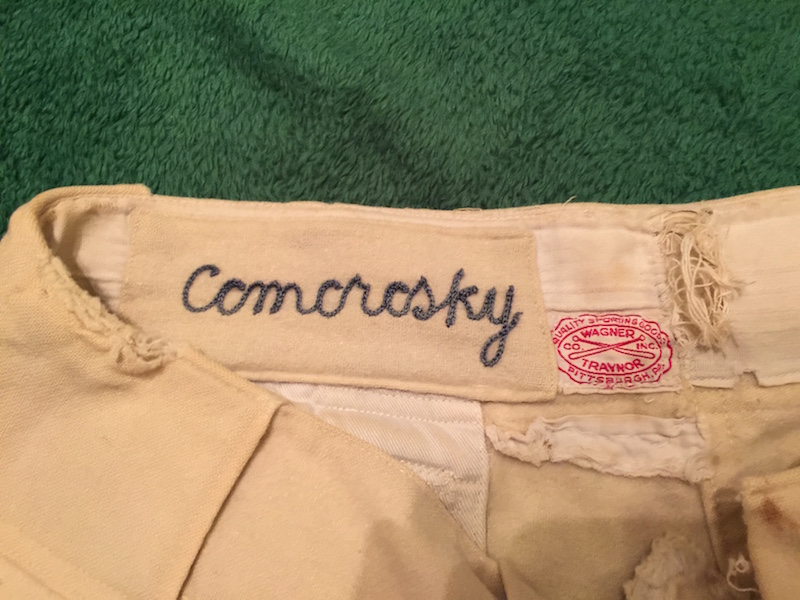 Comorosky
QUALITY SPORTING GOODS
WAGNER
CO. INC.
TRAYNOR
PITTSBURGH, PA.